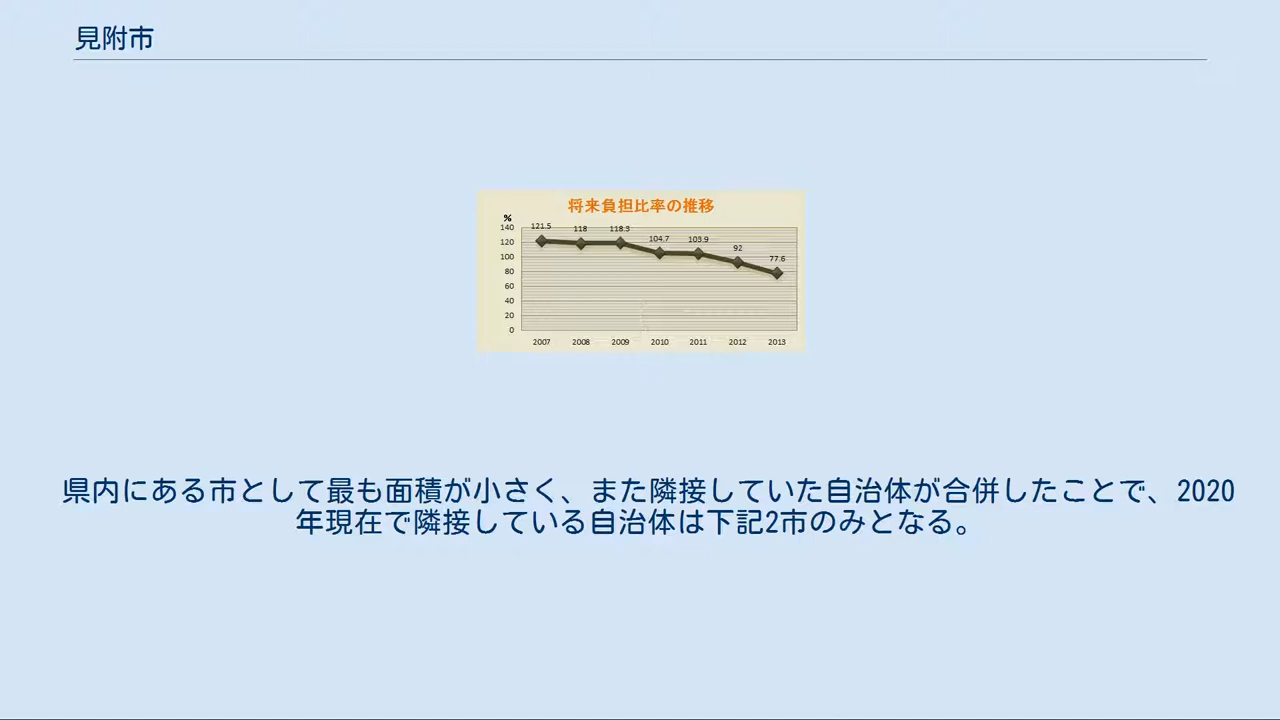 見附市
将来負担比率の推移
%
140
120
100
80
60
40
20
0
121.5 118 118.3 104.7 103.9 92 77.6
2007 2008 2009 2010 2011 2012 2013
県内にある市として最も面積が小さく、また隣接していた自治体が合併したことで、2020
年現在で隣接している自治体は下記2市のみとなる。